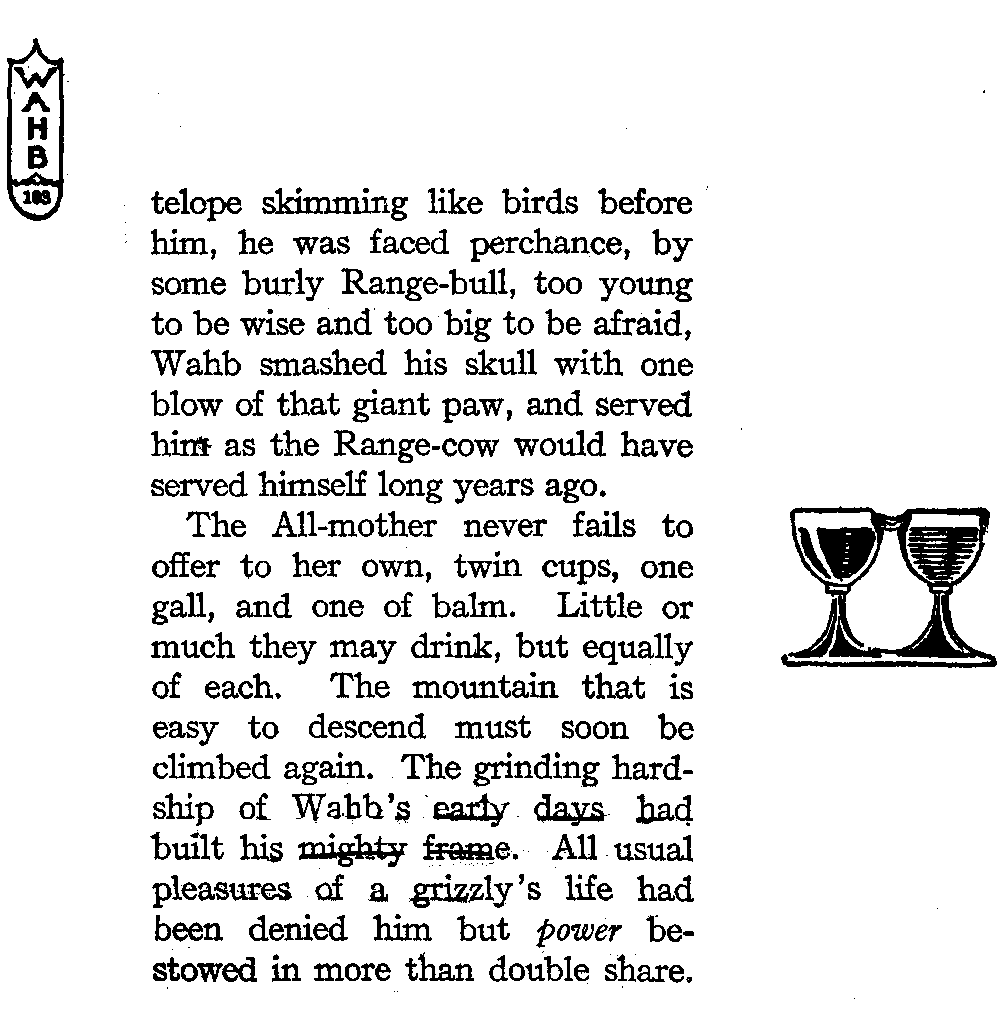 WAHB
103
telope skimming like birds before
him, he was faced perchance, by
some burly Range-bull, too young
to be wise and too big to be afraid,
Wahb smashed his skull with one
blow of that giant paw, and served
him as the Range-cow would have
served himself long years ago.
The All-mother never fails to
offer to her own, twin cups, one
gall, and one of balm. Little or
much they may drink, but equally
of each. The mountain that is
easy to descend must soon be
climbed again. The grinding hard-
ship of Wahb's early days had
built his mighty frame. All usual
pleasures of a grizzly's life had
been denied him but power be-
stowed in more than double share.